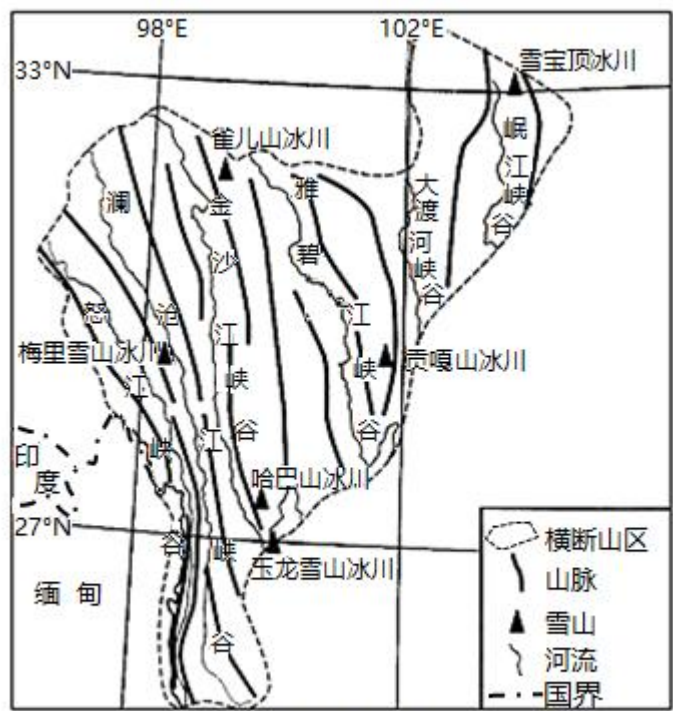 98°E
102°E
33°N
雪宝顶冰川
岷江峡谷
雀儿山冰川
大渡河峡谷
雅砻江峡谷
金沙江峡谷
澜沧江峡谷
怒江峡谷
梅里雪山冰川
贡嘎山冰川
印度
哈巴山冰川
27°N
玉龙雪山冰川
缅甸
横断山区
山脉
雪山
河流
国界